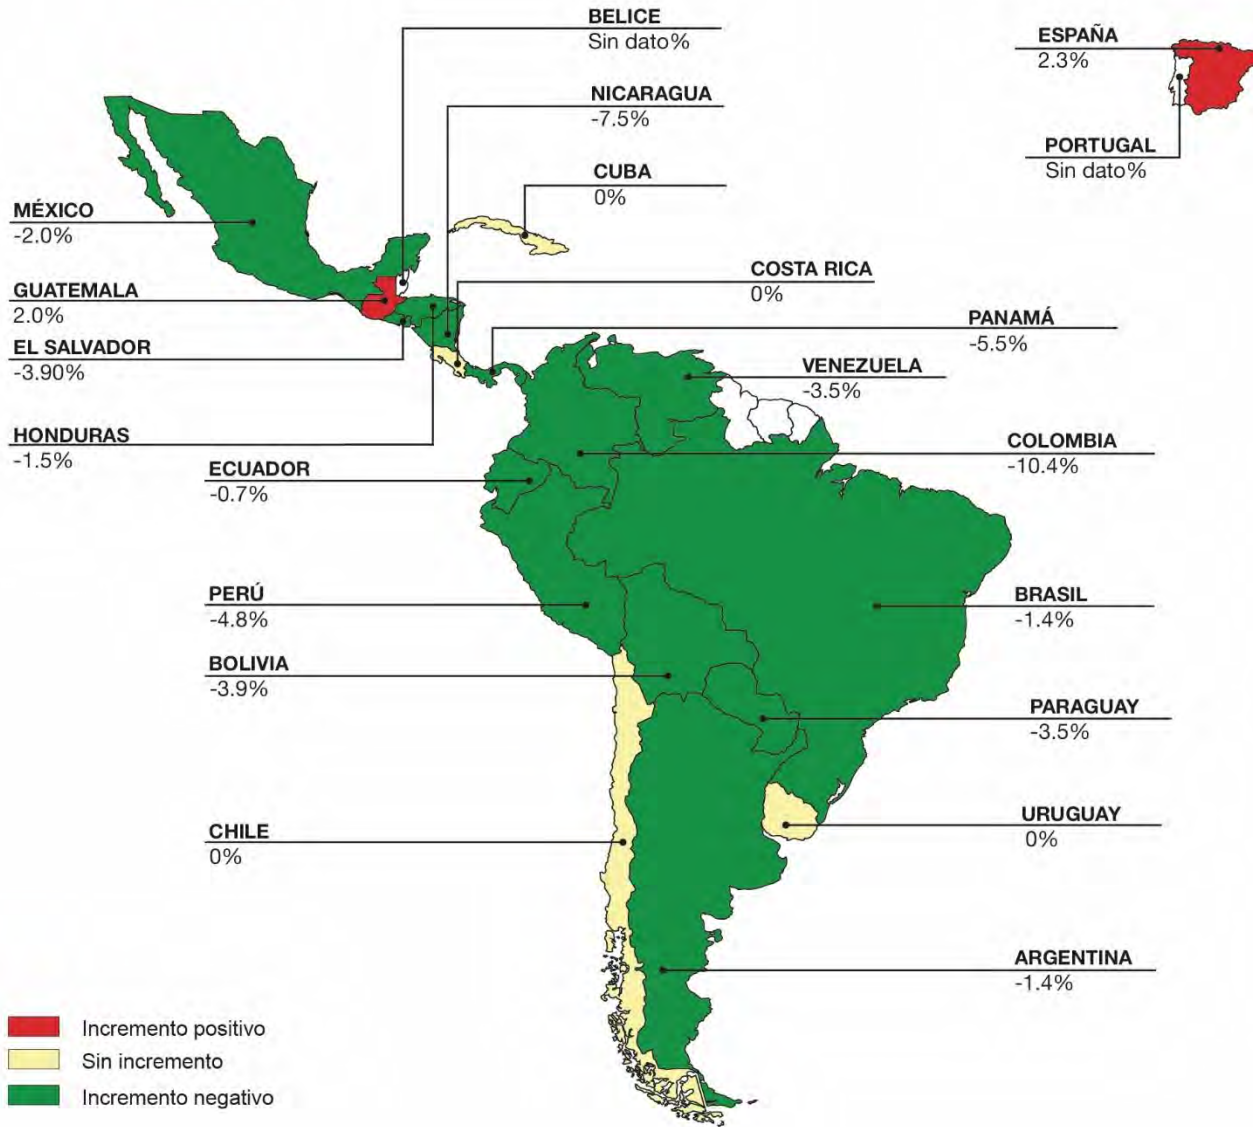 BELICE
Sin dato%
ESPAÑA
2.3%
NICARAGUA
-7.5%
PORTUGAL
Sin dato%
CUBA
0%
MÉXICO
-2.0%
COSTA RICA
0%
GUATEMALA
2.0%
PANAMÁ
-5.5%
EL SALVADOR
-3.90%
VENEZUELA
-3.5%
HONDURAS
-1.5%
COLOMBIA
-10.4%
ECUADOR
-0.7%
PERÚ
-4.8%
BRASIL
-1.4%
BOLIVIA
-3.9%
PARAGUAY
-3.5%
CHILE
0%
URUGUAY
0%
ARGENTINA
-1.4%
Incremento positivo
Sin incremento
Incremento negativo